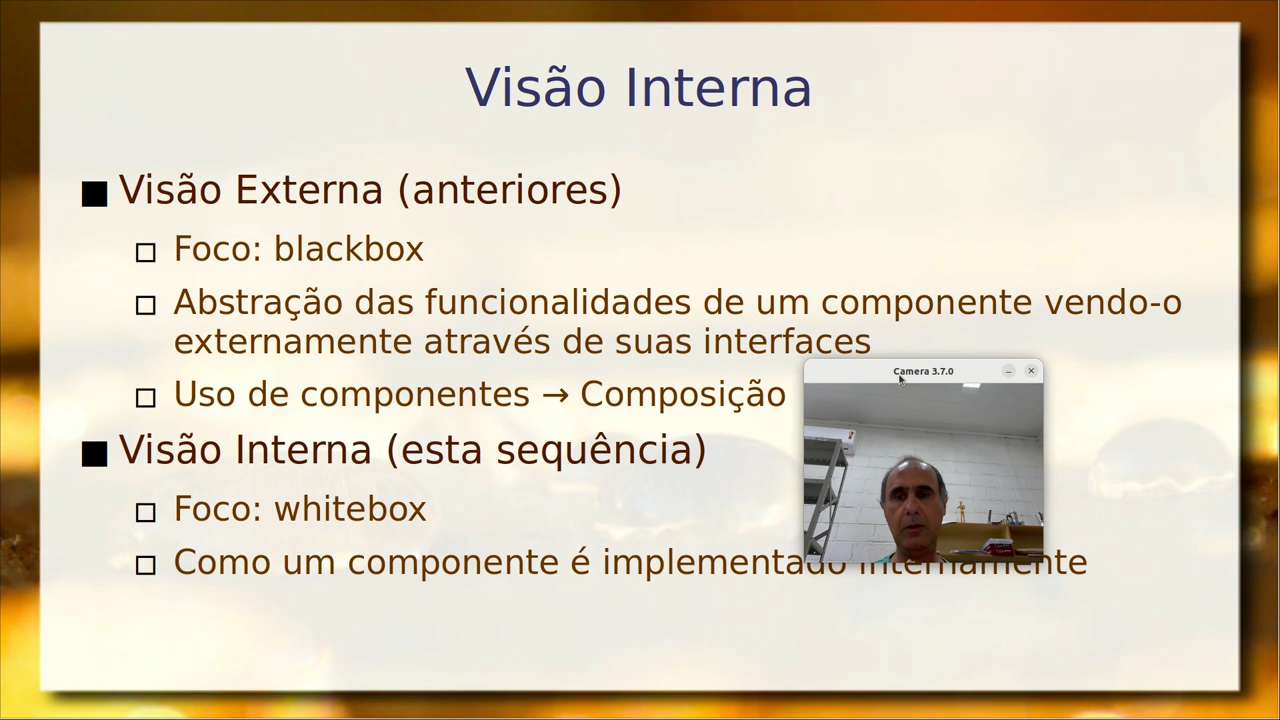 Visão Interna
Visão Externa (anteriores)
Foco: blackbox
Abstração das funcionalidades de um componente vendo-o
externamente através de suas interfaces
Uso de componentes → Composição
Camera 3.7.0
Visão Interna (esta sequência)
Foco: whitebox
Como um componente é implementado internamente